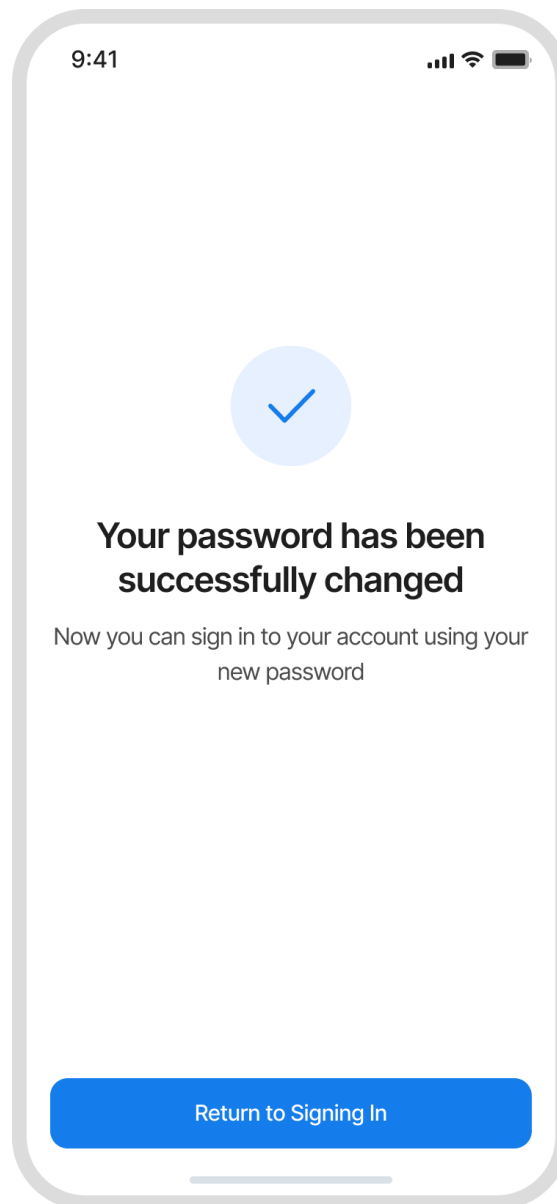 9:41
Your password has been
successfully changed
Now you can sign in to your account using your
new password
Return to Signing In